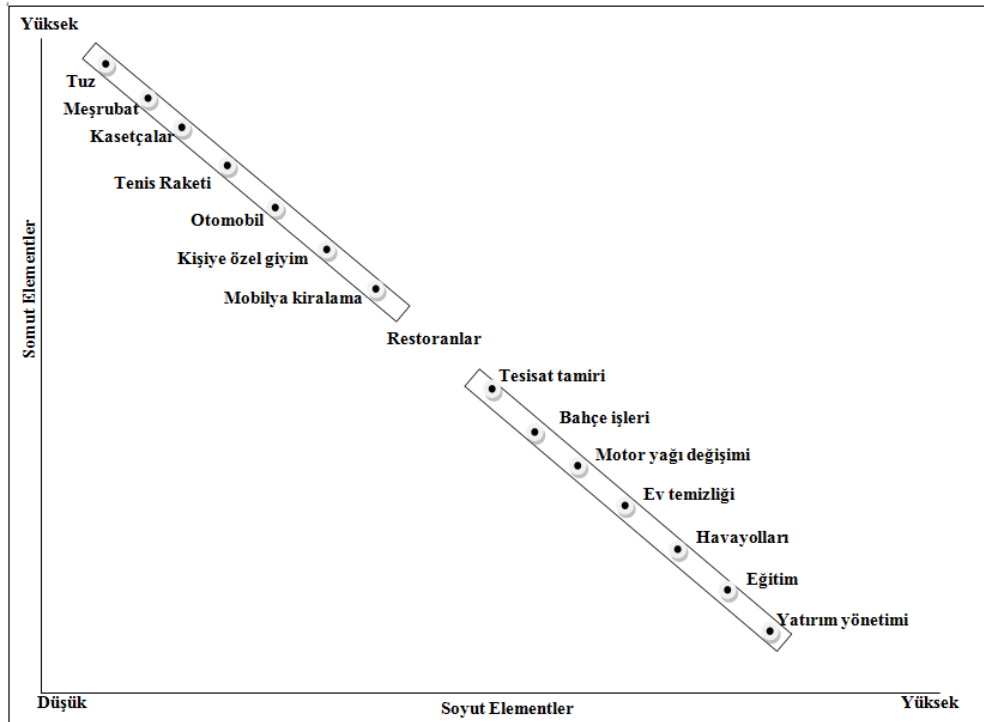 Yüksek
Tuz
Meşrubat
Kasetçalar
Tenis Raketi
Otomobil
Kişiye özel giyim
Mobilya kiralama
Restoranlar
Somut Elementler
Tesisat tamiri
Bahçe işleri
Motor yağı değişimi
Ev temizliği
Havayolları
Eğitim
Yatırım yönetimi
Düşük
Soyut Elementler
Yüksek